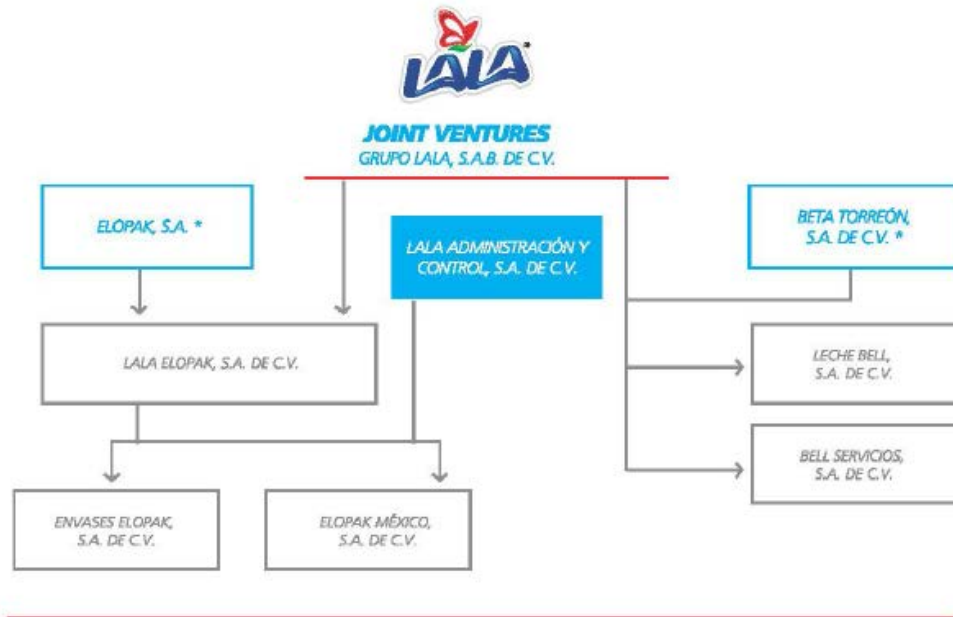 LALA
JOINT VENTURES
GRUPO LALA, S.A.B. DE C.V.
ELOPAK, S.A. *
LALA ADMINISTRACIÓN Y
CONTROL, S.A. DE C.V.
BETA TORREÓN,
S.A. DE C.V. *
LALA ELOPAK, S.A. DE C.V.
LECHE BELL,
S.A. DE C.V.
BELL SERVICIOS,
S.A. DE C.V.
ENVASES ELOPAK,
S.A. DE C.V.
ELOPAK MÉXICO,
S.A. DE C.V.